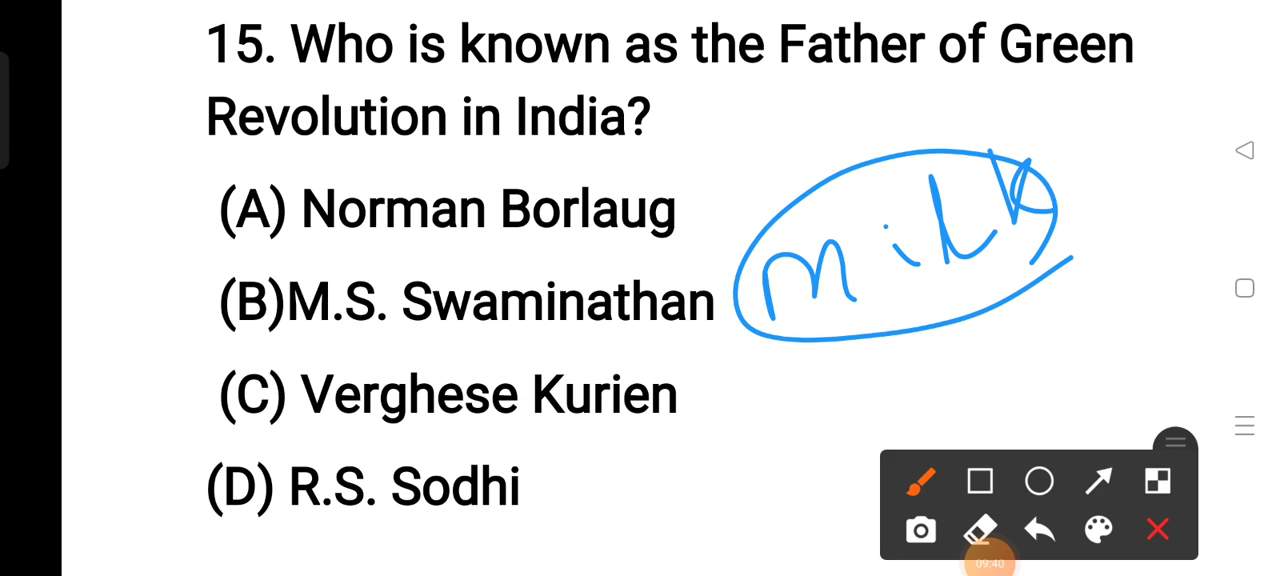 15. Who is known as the Father of Green
Revolution in India?
(A) Norman Borlaug
(B)M.S. Swaminathan
milk
(C) Verghese Kurien
(D) R.S. Sodhi
09:40